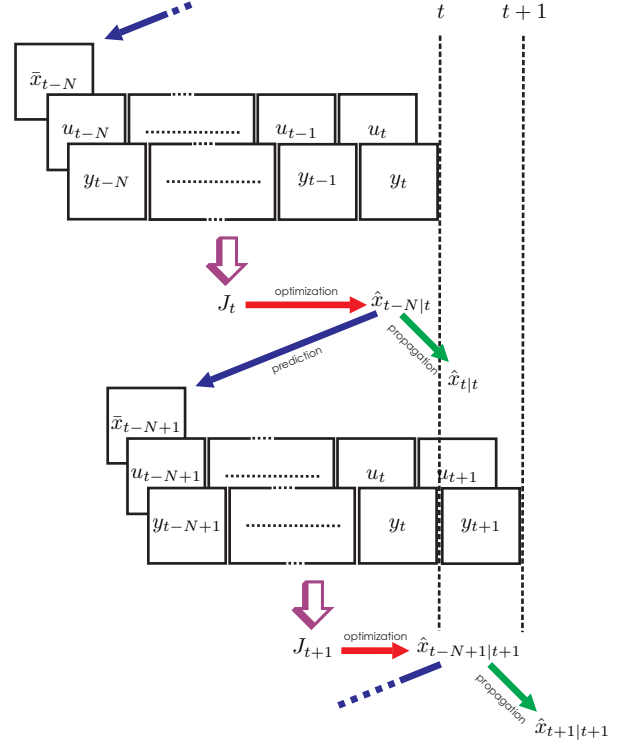 t t + 1
x̄_{t−N}
u_{t−N} ........ u_{t−1} u_t
y_{t−N} ........ y_{t−1} y_t
optimization
J_t x̂_{t−N|t}
propagation
prediction
x̂_{t|t}
x̄_{t−N+1}
u_{t−N+1} ........ u_t u_{t+1}
y_{t−N+1} ........ y_t y_{t+1}
optimization
J_{t+1} x̂_{t−N+1|t+1}
propagation
x̂_{t+1|t+1}